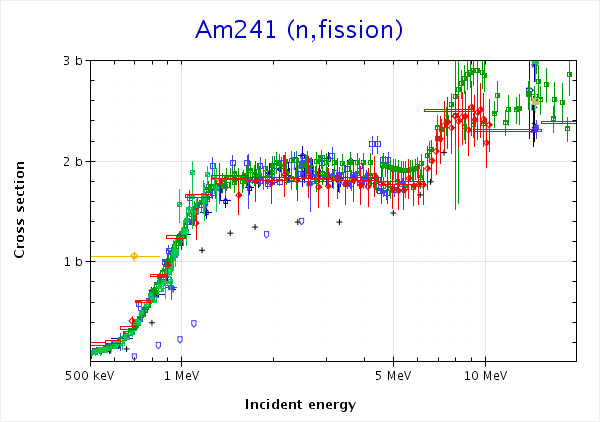 Am241 (n,fission)
3 b
2 b
1 b
Cross section
500 keV 1 MeV 5 MeV 10 MeV
Incident energy